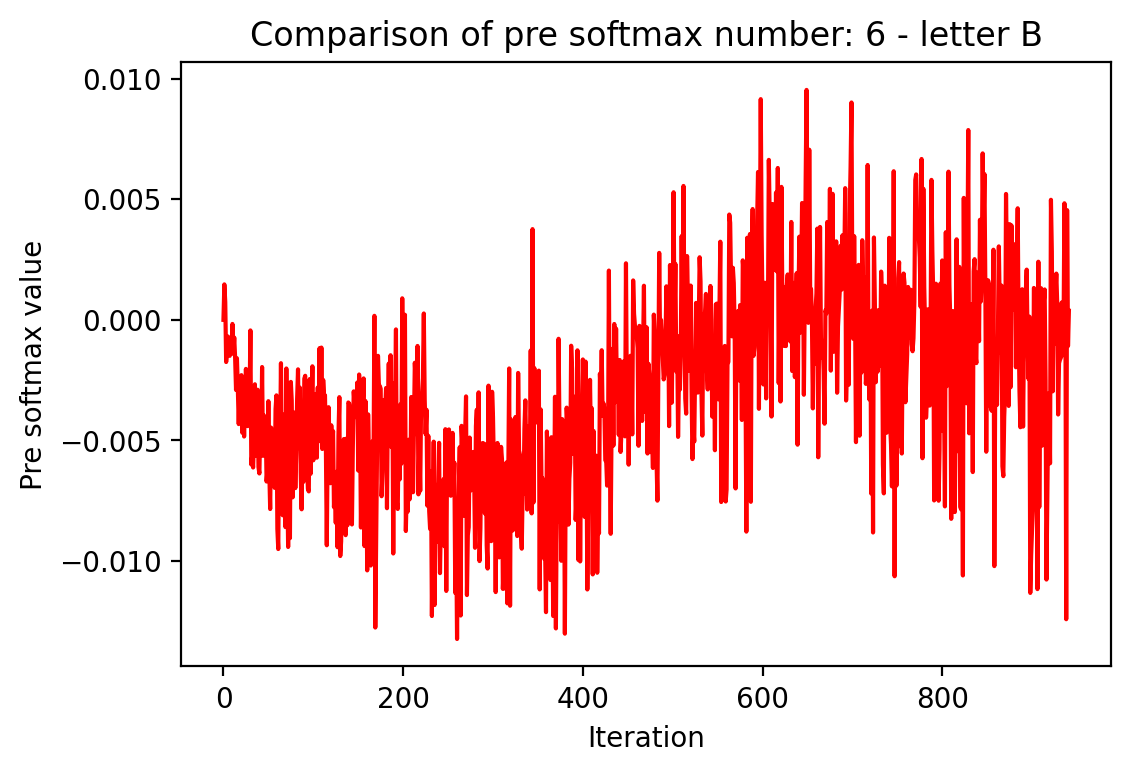 Comparison of pre softmax number: 6 - letter B
0.010
0.005
0.000
−0.005
−0.010
Pre softmax value
0 200 400 600 800
Iteration